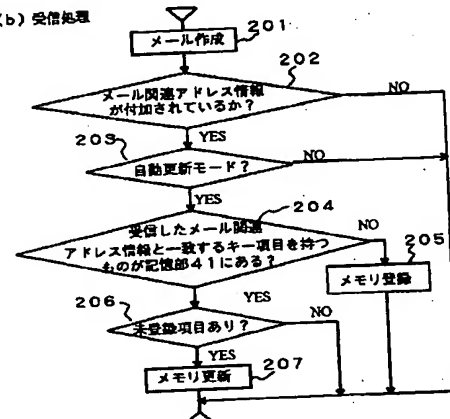 (b) 受信処理
201
メール作成
202
メール関連アドレス情報
が付加されているか?
NO
YES
203
自動更新モード?
NO
YES
204
受信したメール関連
アドレス情報と一致するキー項目を持つ
ものが記憶部41にある?
NO
205
メモリ登録
YES
206
未登録項目あり?
NO
YES
207
メモリ更新